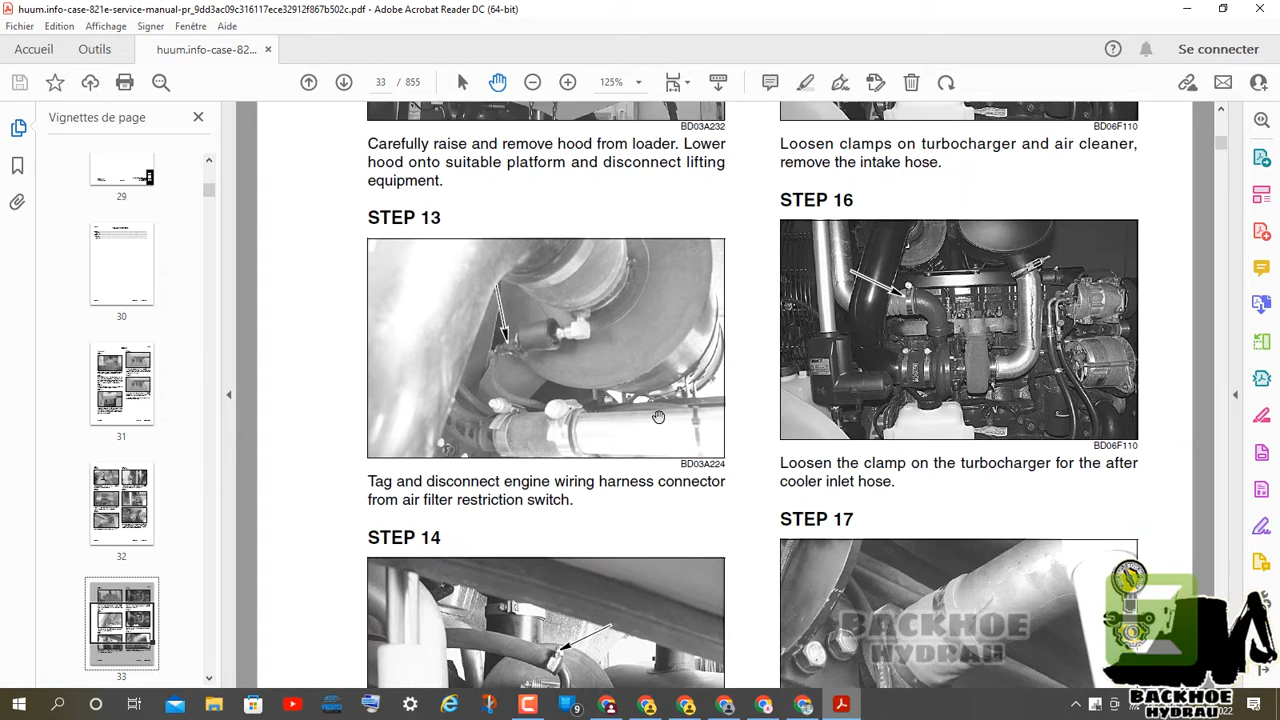 huum.info-case-821e-service-manual-pr_9dd3ac09c316117ece32912f867b502c.pdf - Adobe Acrobat Reader DC (64-bit)
Fichier Edition Affichage Signer Fenêtre Aide
Accueil Outils huum.info-case-82... × Se connecter
33 / 855 125%
Vignettes de page
29
30
31
32
33
BD03A232
Carefully raise and remove hood from loader. Lower
hood onto suitable platform and disconnect lifting
equipment.
STEP 13
BD03A224
Tag and disconnect engine wiring harness connector
from air filter restriction switch.
STEP 14
BD06F110
Loosen clamps on turbocharger and air cleaner,
remove the intake hose.
STEP 16
BD06F110
Loosen the clamp on the turbocharger for the after
cooler inlet hose.
STEP 17
BACKHOE
HYDRAU
BACKHOE
HYDRAU
9